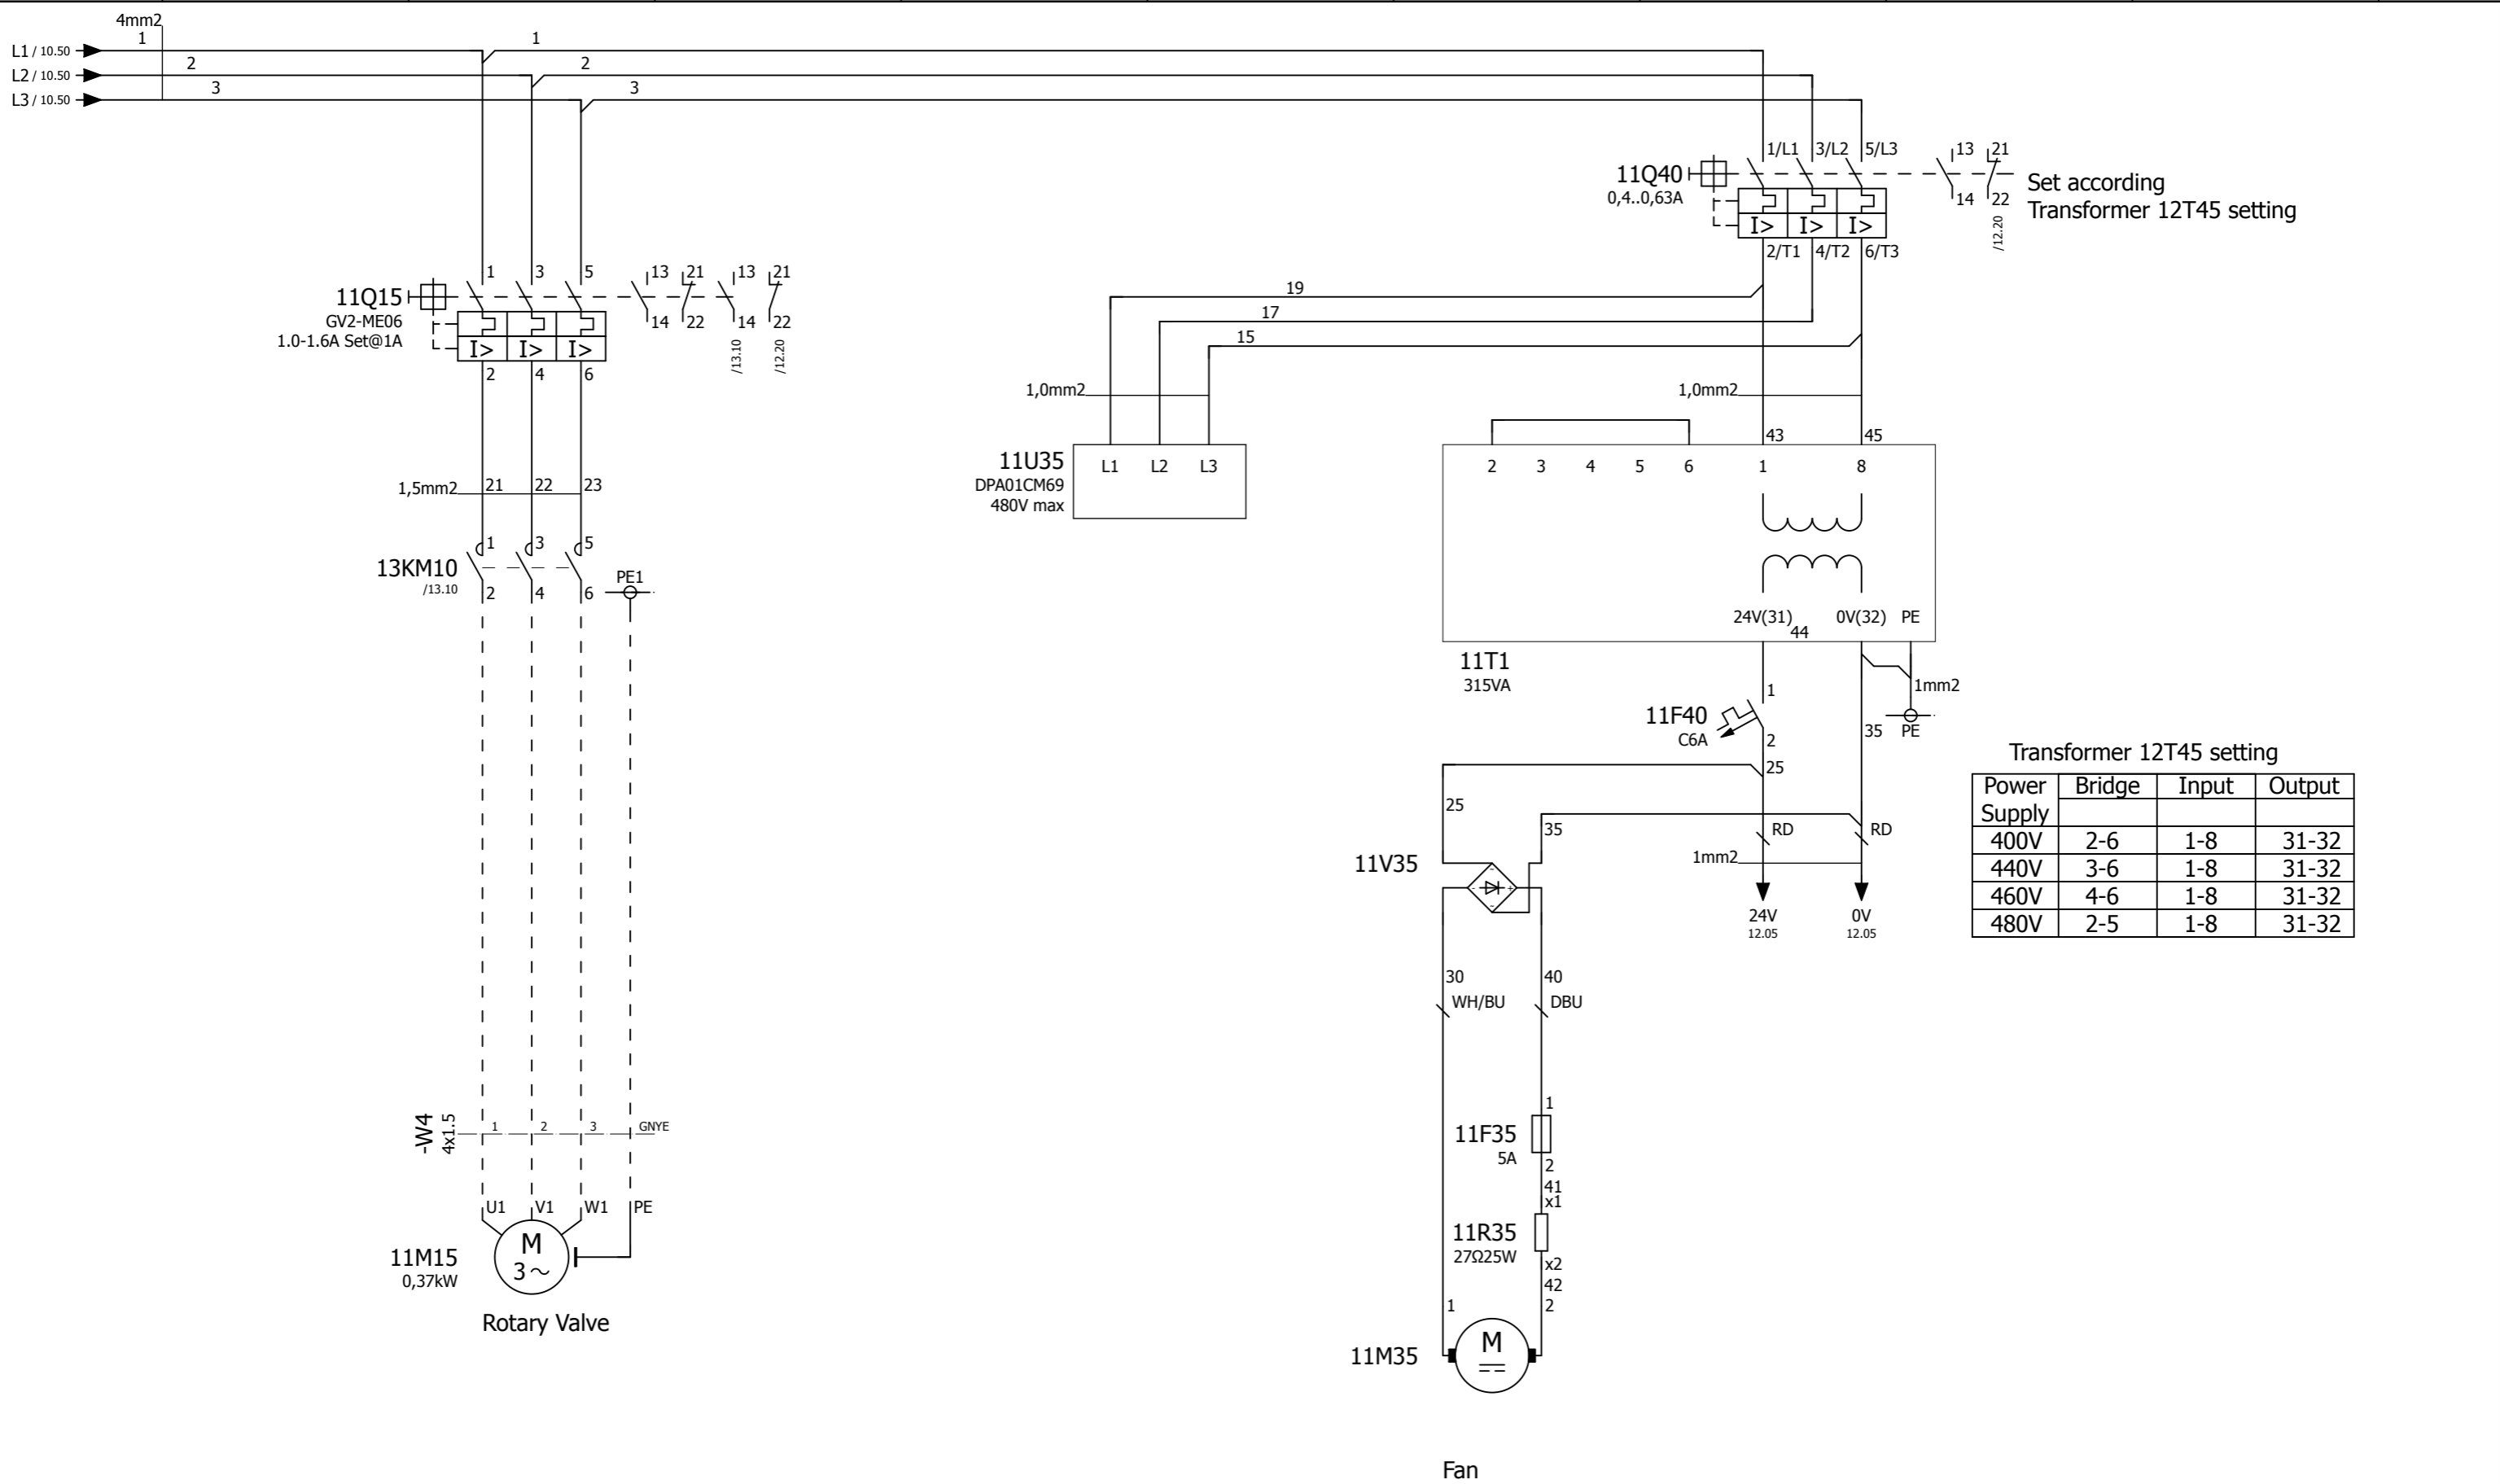 4mm2
L1 / 10.50 1 1
L2 / 10.50 2 2
L3 / 10.50 3 3
1/L1 3/L2 5/L3 13 21
11Q40
0,4..0,63A
14 22
/12.20
Set according
Transformer 12T45 setting
2/T1 4/T2 6/T3
1 3 5 13 21 13 21
11Q15
GV2-ME06
1.0-1.6A Set@1A
I> I> I>
I> I> I>
14 22 14 22
/13.10 /12.20
2 4 6
19
17
15
1,0mm2 1,0mm2
43 45
11U35
DPA01CM69
480V max
L1 L2 L3
2 3 4 5 6 1 8
1,5mm2 21 22 23
1 3 5
13KM10
/13.10
2 4 6
PE1
24V(31) 0V(32) PE
44
11T1
315VA
1mm2
1
11F40
C6A
2
35 PE
25
25
35
RD RD
1mm2
11V35
- +
~
~
24V 0V
12.05 12.05
Transformer 12T45 setting
Power Bridge Input Output
Supply
400V 2-6 1-8 31-32
440V 3-6 1-8 31-32
460V 4-6 1-8 31-32
480V 2-5 1-8 31-32
30 40
WH/BU DBU
-W4
4x1.5
1 2 3 GNYE
1
11F35
5A
2
41
x1
11R35
27Ω25W
x2
42
1 2
U1 V1 W1 PE
11M15
0,37kW
M
3~
Rotary Valve
11M35
M
Fan